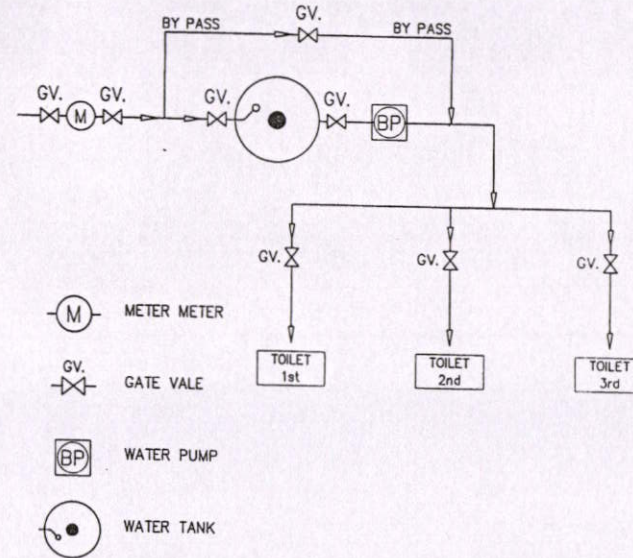 GV.
BY PASS
BY PASS
GV.
GV.
GV.
GV.
M
BP
GV.
GV.
GV.
TOILET
1st
TOILET
2nd
TOILET
3rd
M
METER METER
GV.
GATE VALE
BP
WATER PUMP
WATER TANK